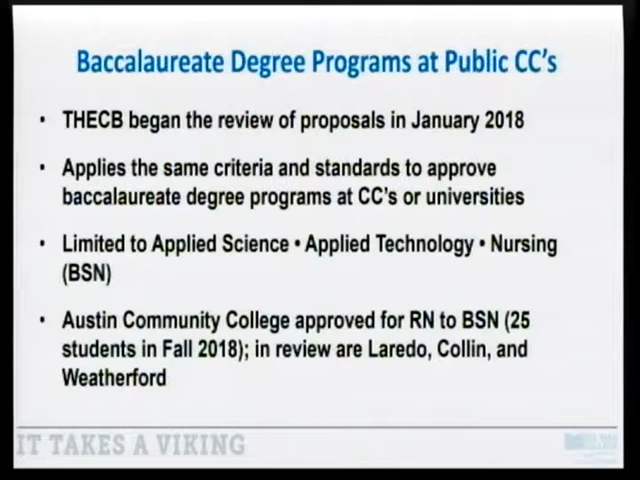 Baccalaureate Degree Programs at Public CC's
• THECB began the review of proposals in January 2018
• Applies the same criteria and standards to approve
baccalaureate degree programs at CC's or universities
• Limited to Applied Science • Applied Technology • Nursing
(BSN)
• Austin Community College approved for RN to BSN (25
students in Fall 2018); in review are Laredo, Collin, and
Weatherford
IT TAKES A VIKING